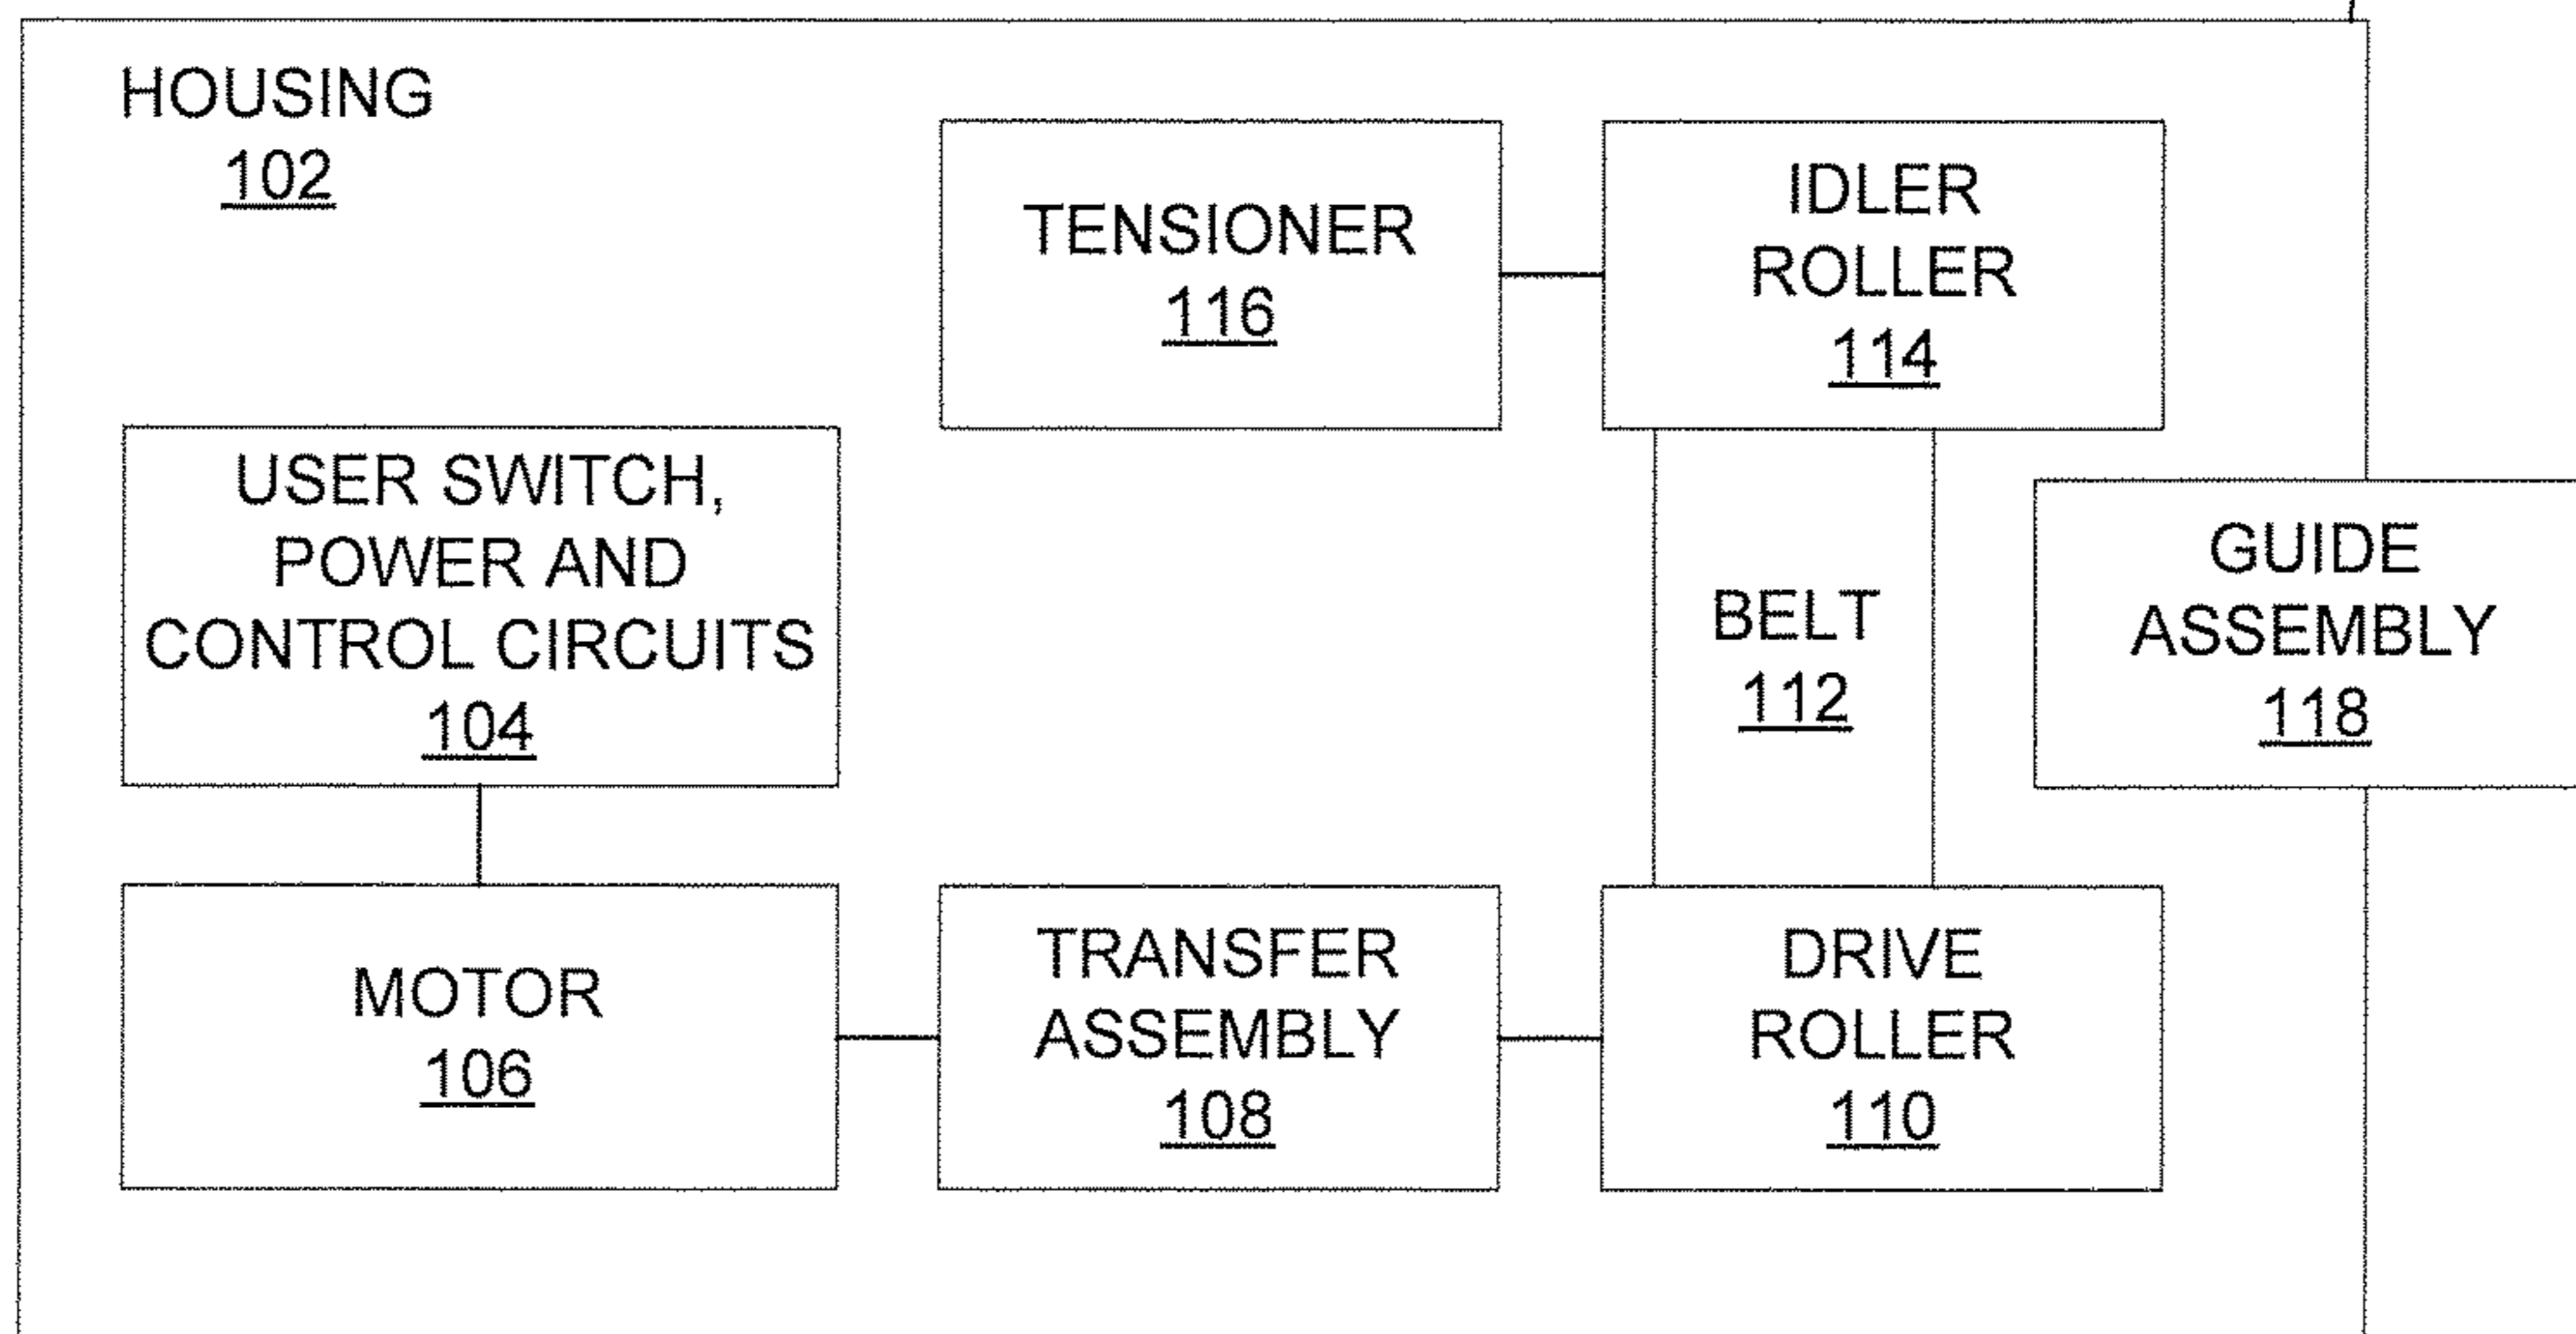 HOUSING
102
TENSIONER
116
IDLER
ROLLER
114
USER SWITCH,
POWER AND
CONTROL CIRCUITS
104
BELT
112
GUIDE
ASSEMBLY
118
MOTOR
106
TRANSFER
ASSEMBLY
108
DRIVE
ROLLER
110